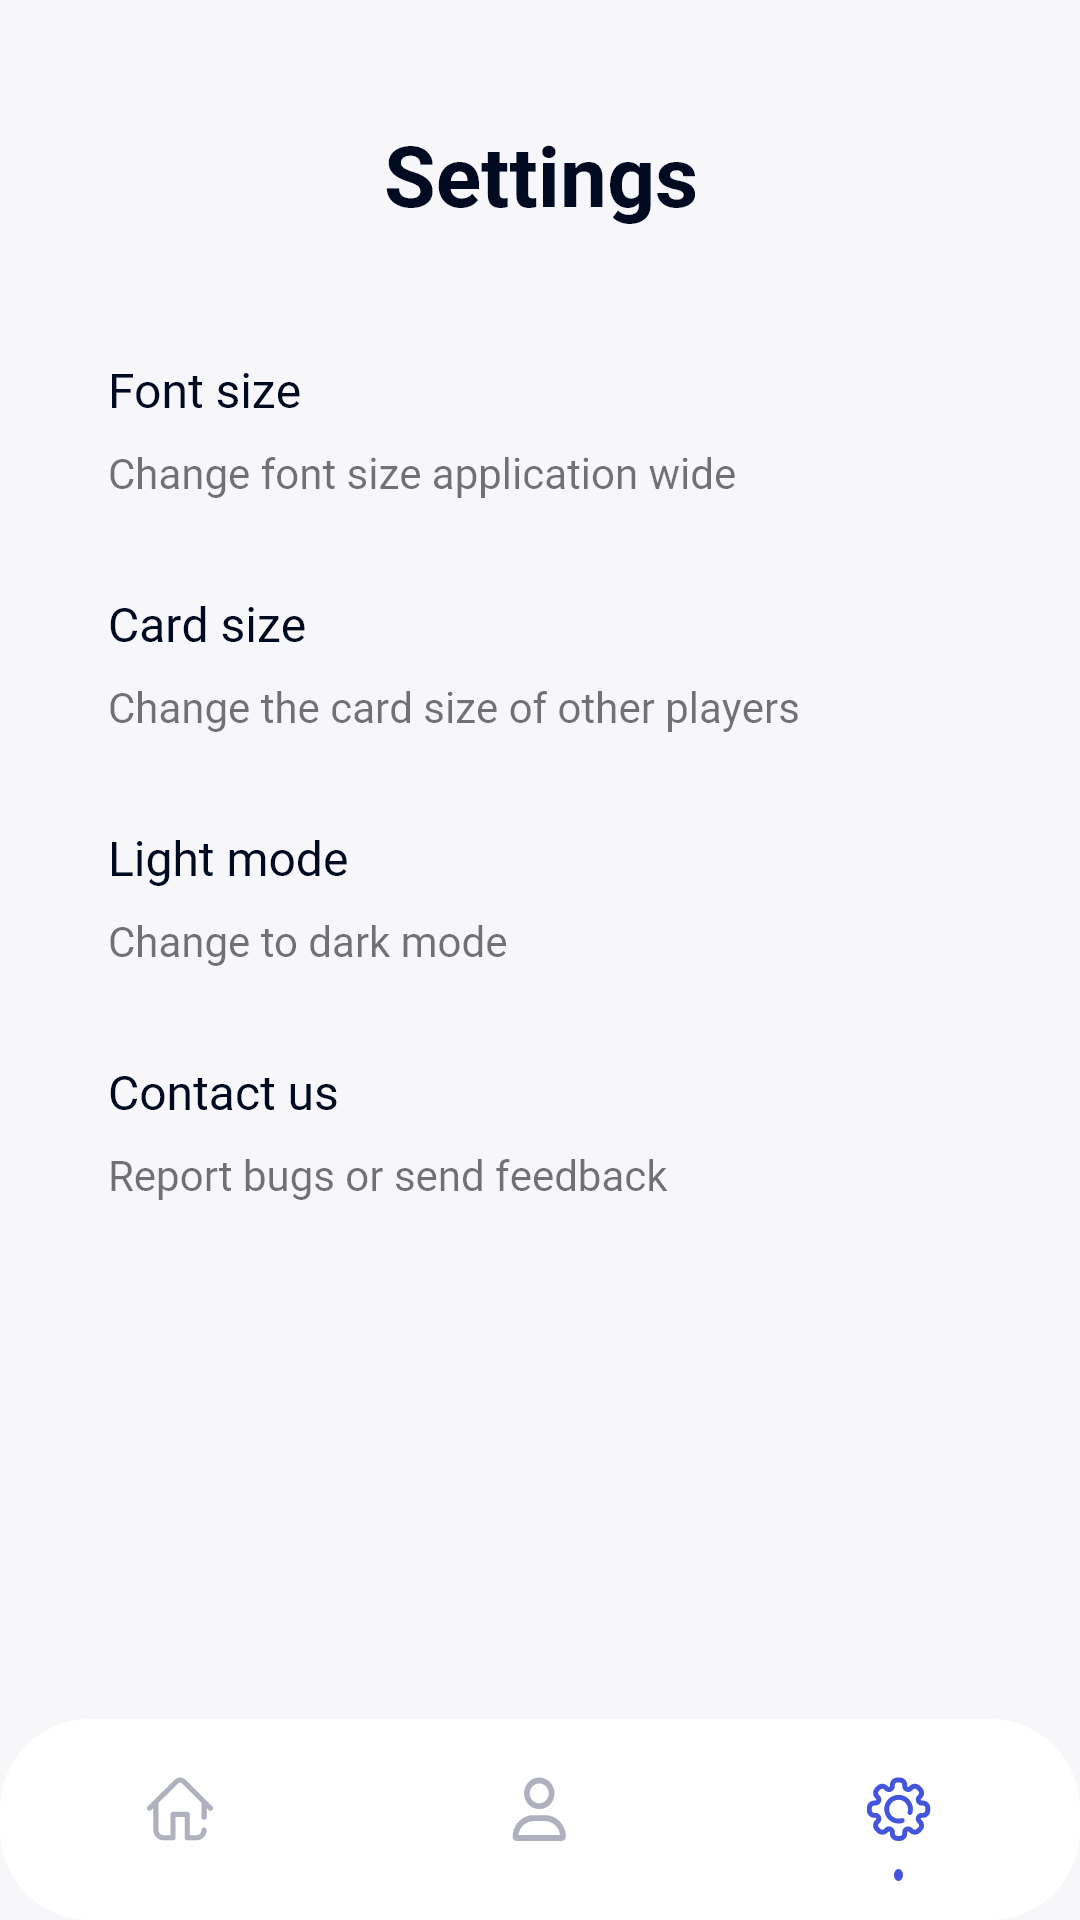 Settings
Font size
Change font size application wide
Card size
Change the card size of other players
Light mode
Change to dark mode
Contact us
Report bugs or send feedback